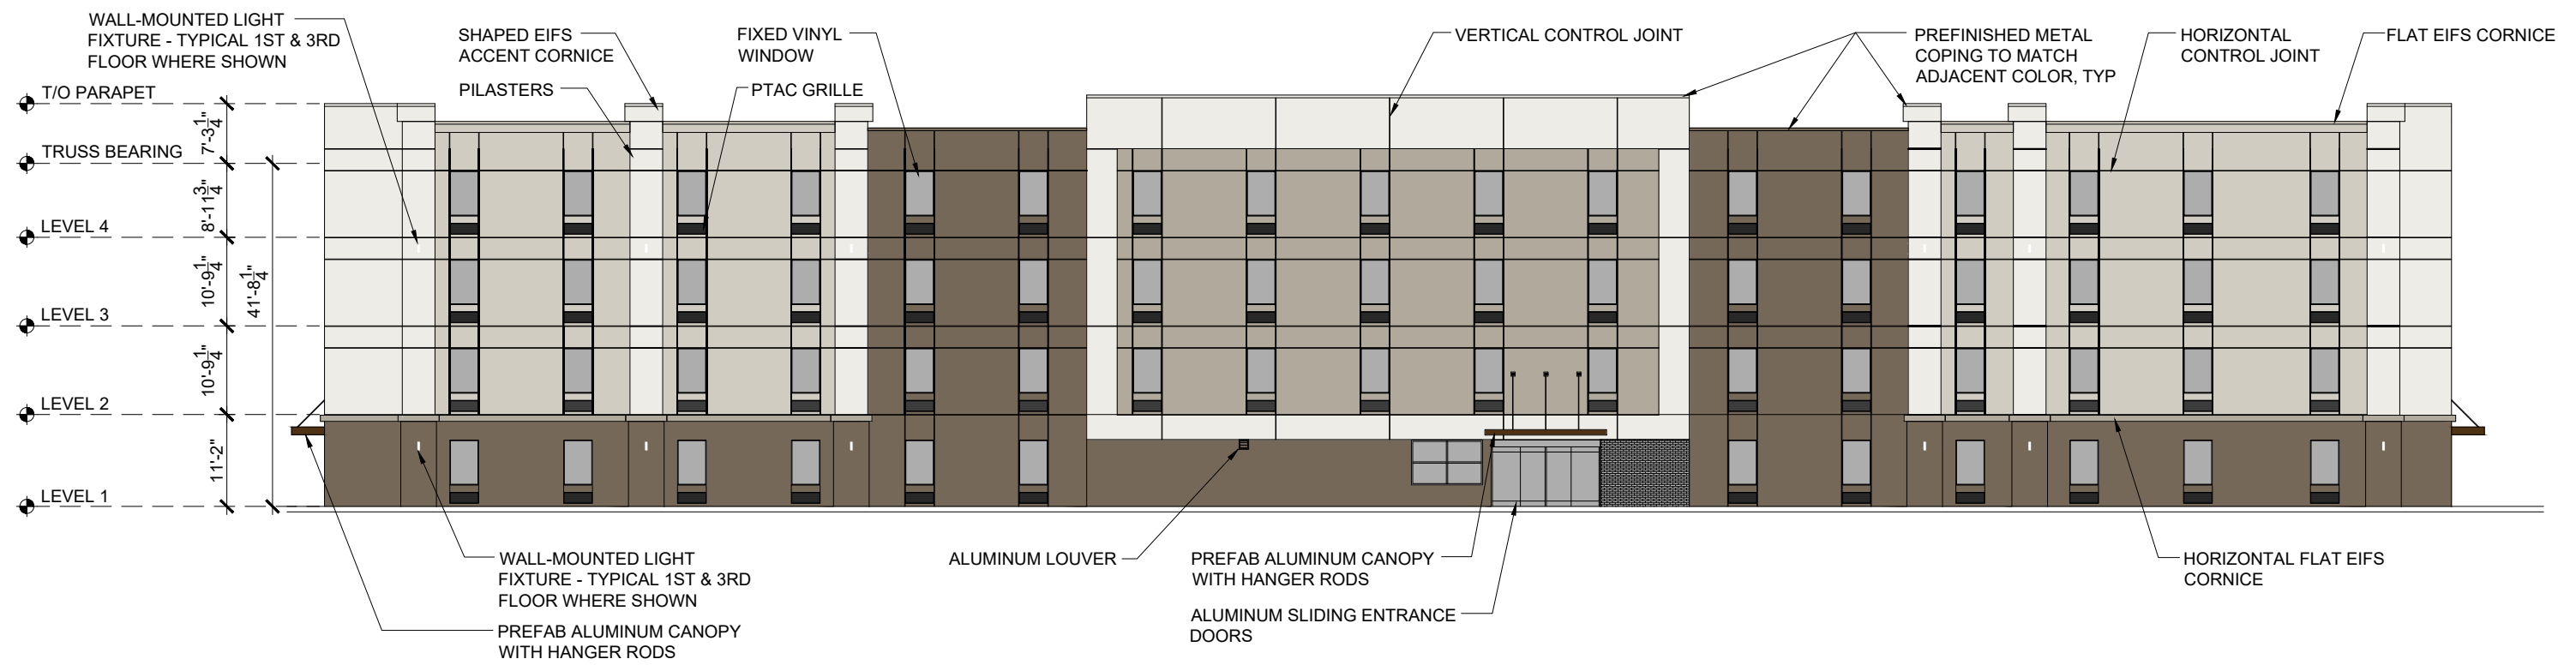 WALL-MOUNTED LIGHT
FIXTURE - TYPICAL 1ST & 3RD
FLOOR WHERE SHOWN
SHAPED EIFS
ACCENT CORNICE
PILASTERS
FIXED VINYL
WINDOW
PTAC GRILLE
VERTICAL CONTROL JOINT
PREFINISHED METAL
COPING TO MATCH
ADJACENT COLOR, TYP
HORIZONTAL
CONTROL JOINT
FLAT EIFS CORNICE
T/O PARAPET
7'-3 1/4"
TRUSS BEARING
8'-11 3/4"
LEVEL 4
10'-9 1/4"
41'-8 1/4"
LEVEL 3
10'-9 1/4"
LEVEL 2
11'-2"
LEVEL 1
WALL-MOUNTED LIGHT
FIXTURE - TYPICAL 1ST & 3RD
FLOOR WHERE SHOWN
PREFAB ALUMINUM CANOPY
WITH HANGER RODS
ALUMINUM LOUVER
PREFAB ALUMINUM CANOPY
WITH HANGER RODS
ALUMINUM SLIDING ENTRANCE
DOORS
HORIZONTAL FLAT EIFS
CORNICE